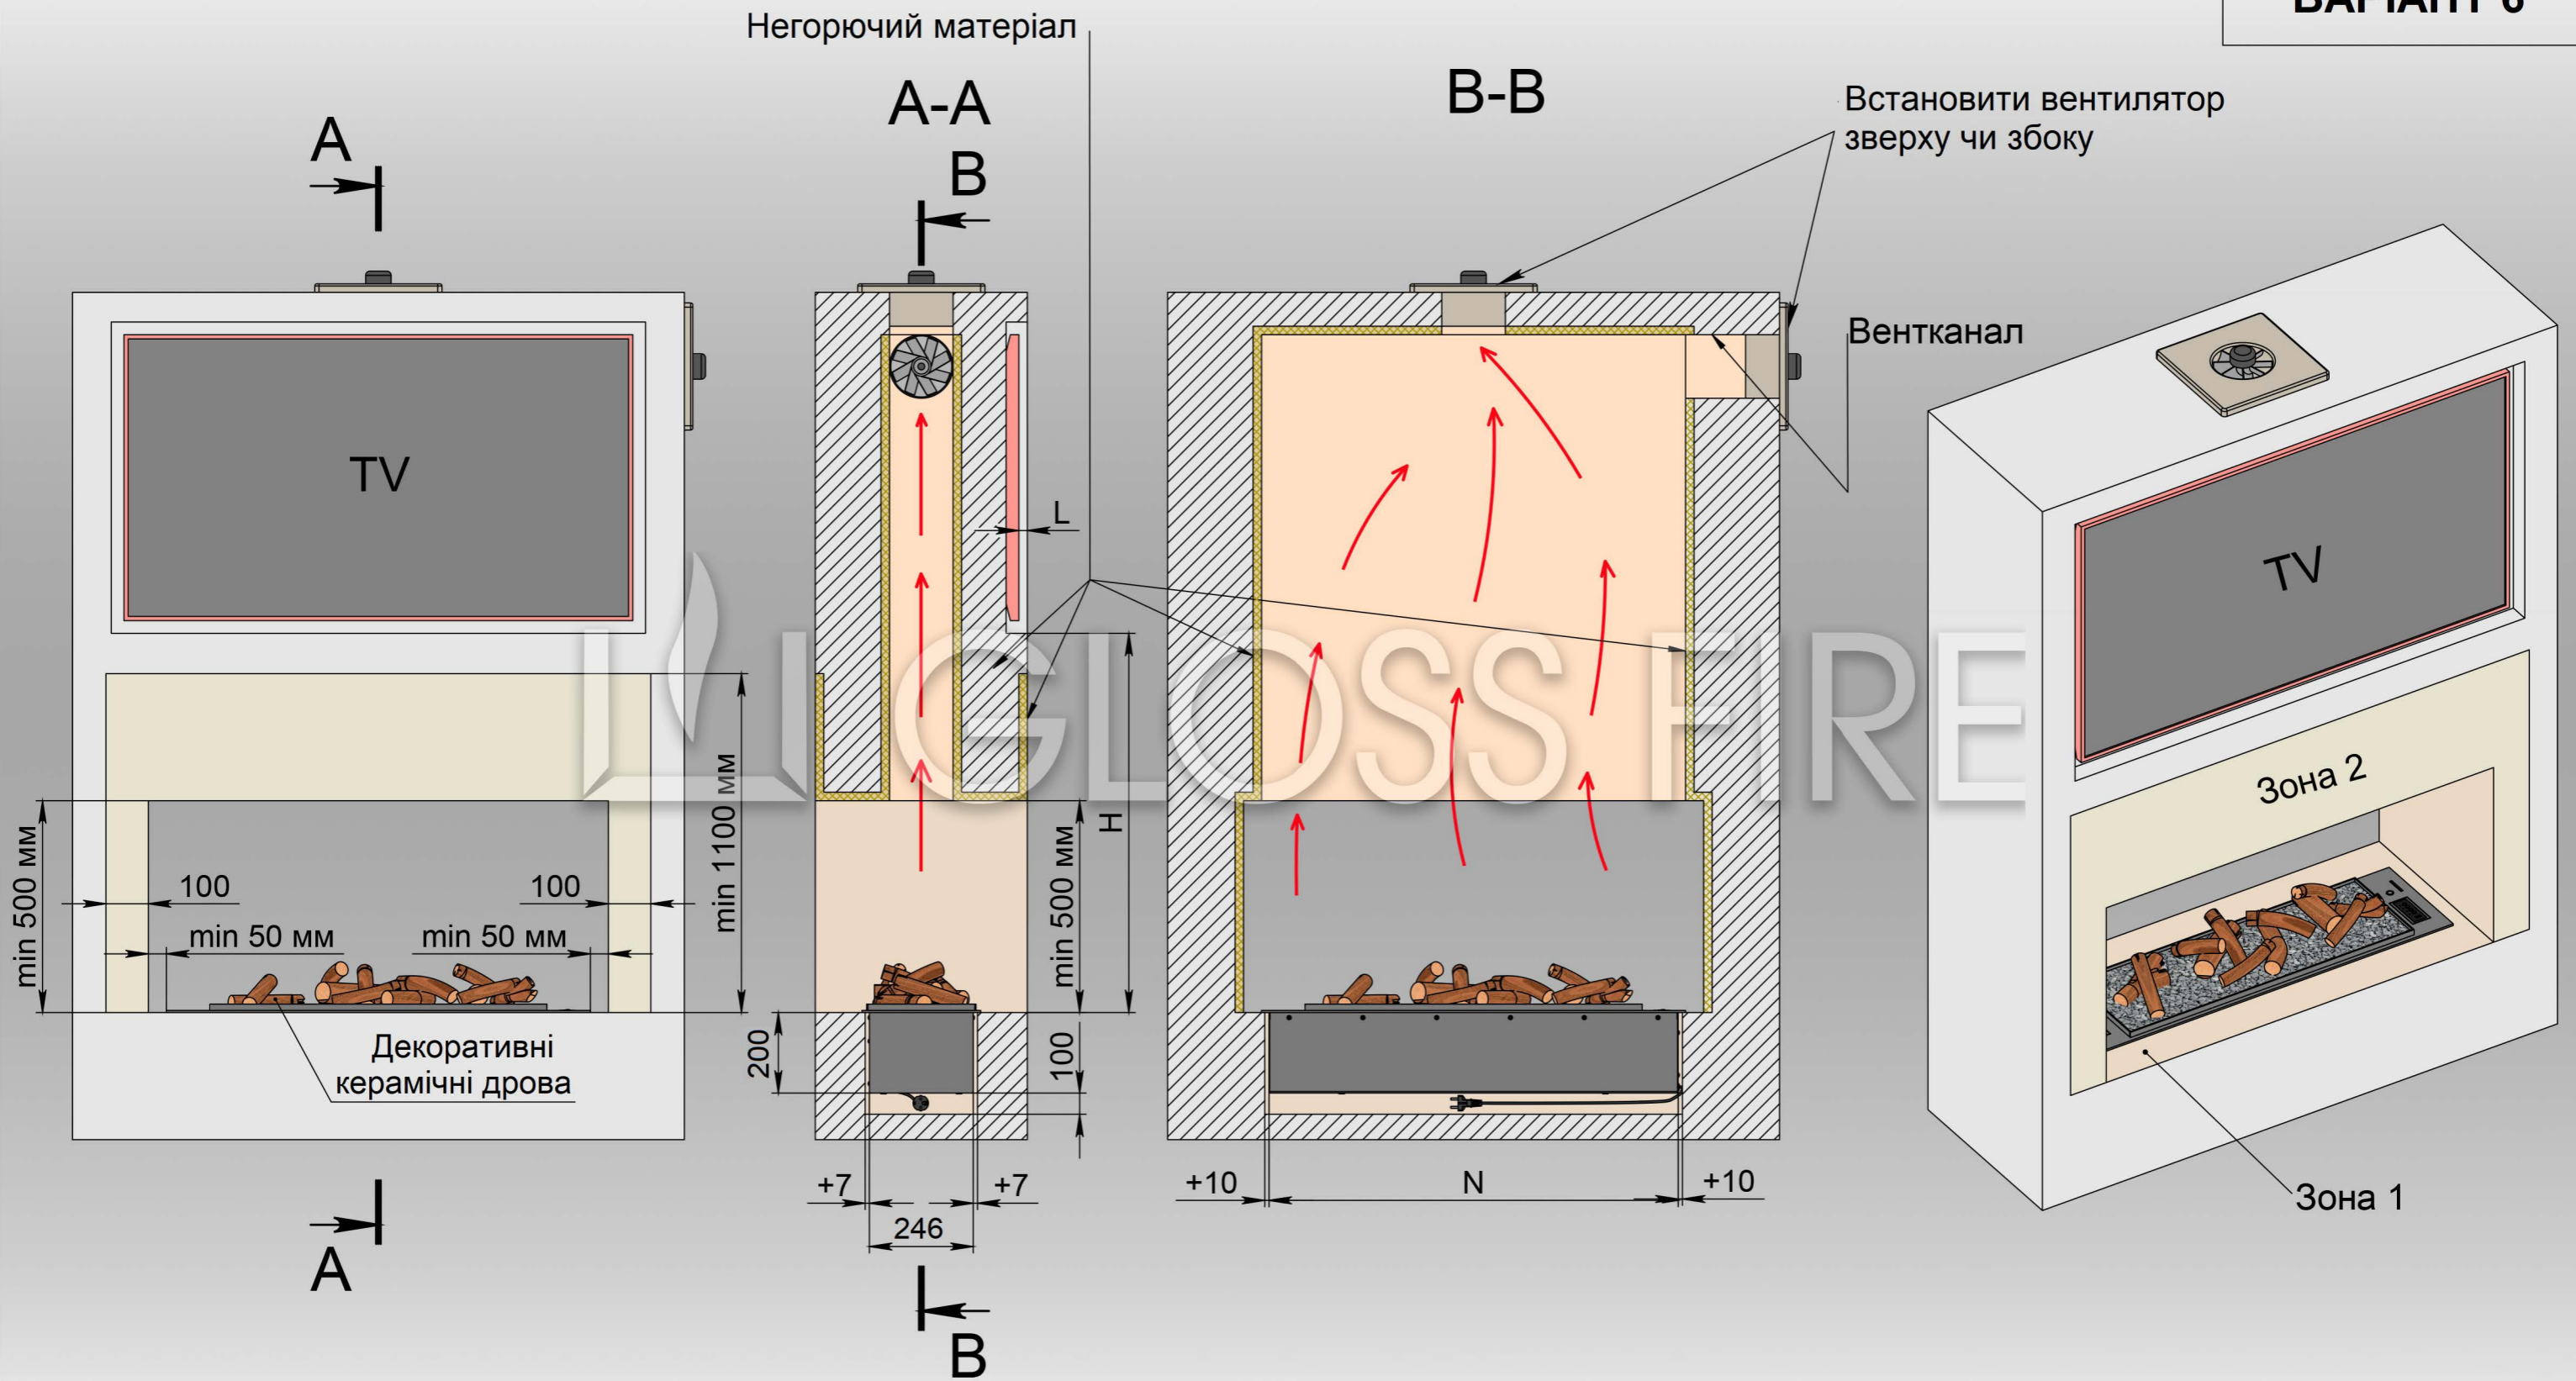 Негорючий матеріал
ВАРІАНТ 6
A-A
B-B
Встановити вентилятор
зверху чи збоку
A
B
Вентканал
TV
L
TV
GLOSS FIRE
Зона 2
min 1100 мм
min 500 мм
H
min 500 мм
100
100
min 50 мм
min 50 мм
Декоративні
керамічні дрова
200
100
+7
+7
246
+10
N
+10
Зона 1
A
B